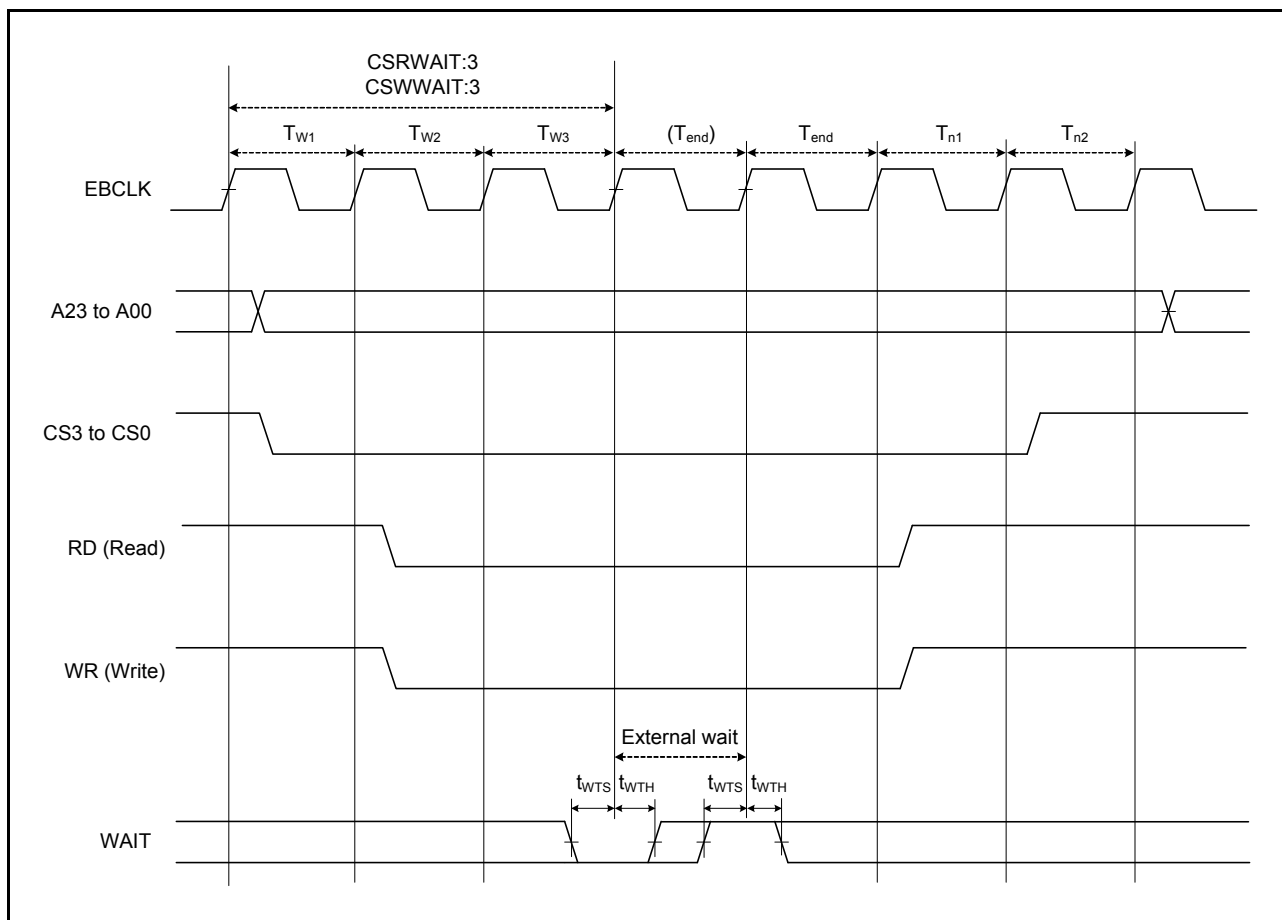 CSRWAIT:3
CSWWAIT:3
TW1 TW2 TW3 (Tend) Tend Tn1 Tn2
EBCLK
A23 to A00
CS3 to CS0
RD (Read)
WR (Write)
External wait
tWTS tWTH tWTS tWTH
WAIT